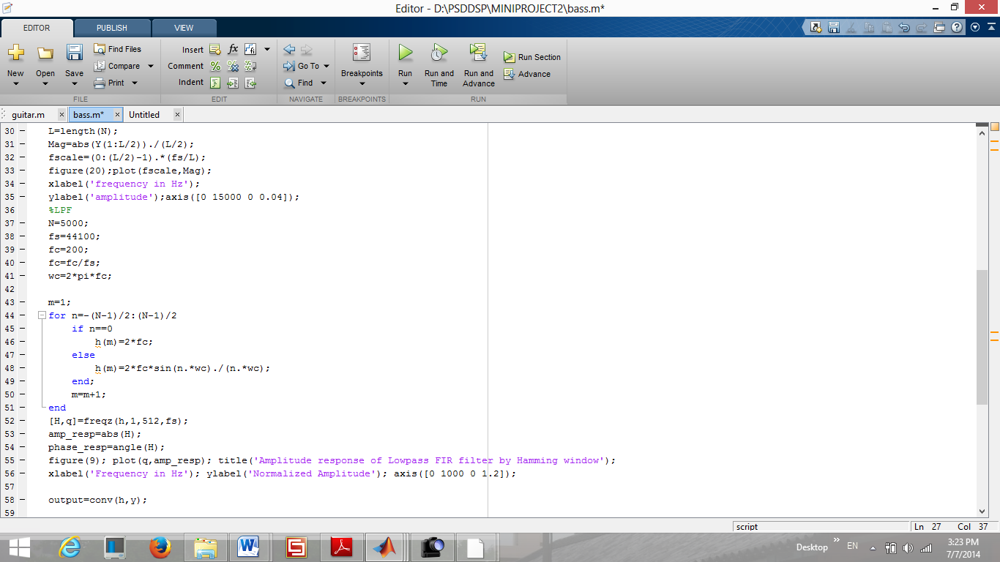 Editor - D:\PSDDSP\MINIPROJECT2\bass.m*
EDITOR PUBLISH VIEW
New Open Save Find Files Compare Print
Insert fx
Comment
Indent
Go To
Find
Breakpoints
Run Run and Time Run and Advance Run Section Advance
FILE EDIT NAVIGATE BREAKPOINTS RUN
guitar.m × bass.m* × Untitled ×
30 – L=length(N);
31 – Mag=abs(Y(1:L/2))./(L/2);
32 – fscale=(0:(L/2)-1).*(fs/L);
33 – figure(20);plot(fscale,Mag);
34 – xlabel('frequency in Hz');
35 – ylabel('amplitude');axis([0 15000 0 0.04]);
36 %LPF
37 – N=5000;
38 – fs=44100;
39 – fc=200;
40 – fc=fc/fs;
41 – wc=2*pi*fc;
42
43 – m=1;
44 – for n=-(N-1)/2:(N-1)/2
45 – if n==0
46 – h(m)=2*fc;
47 – else
48 – h(m)=2*fc*sin(n.*wc)./(n.*wc);
49 – end;
50 – m=m+1;
51 – end
52 – [H,q]=freqz(h,1,512,fs);
53 – amp_resp=abs(H);
54 – phase_resp=angle(H);
55 – figure(9); plot(q,amp_resp); title('Amplitude response of Lowpass FIR filter by Hamming window');
56 – xlabel('Frequency in Hz'); ylabel('Normalized Amplitude'); axis([0 1000 0 1.2]);
57
58 – output=conv(h,y);
59
script Ln 27 Col 37
Desktop » EN 3:23 PM
7/7/2014